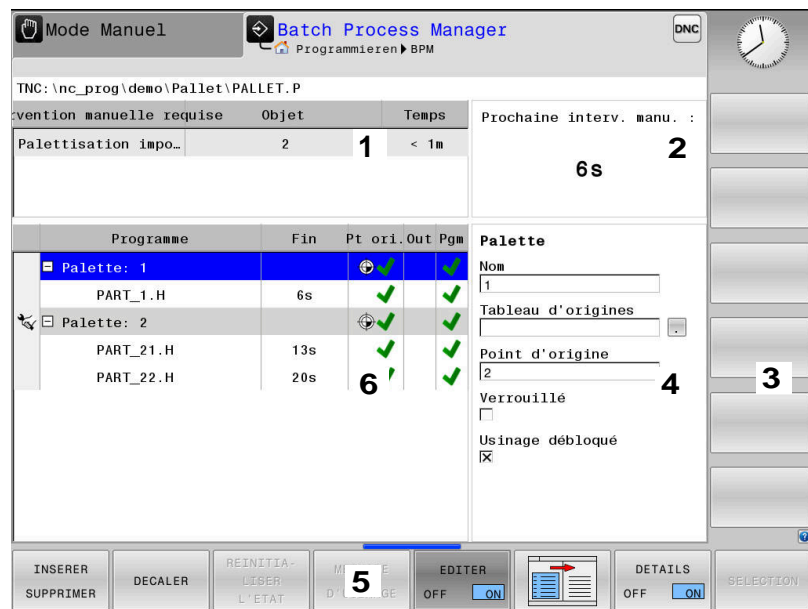 Mode Manuel
Batch Process Manager
Programmieren BPM
DNC
TNC:\nc_prog\demo\Pallet\PALLET.P
rvention manuelle requise Objet Temps
Palettisation impo… 2 1 < 1m
Prochaine interv. manu. :
2
6s
Programme Fin Pt ori. Out Pgm
Palette: 1
PART_1.H 6s
Palette: 2
PART_21.H 13s
PART_22.H 20s
6
Palette
Nom
1
Tableau d'origines
.
Point d'origine
2
4
Verrouillé
Usinage débloqué
3
INSERER
SUPPRIMER
DECALER
REINITIA-
LISER
L'ETAT
5
EDITER
OFF ON
DETAILS
OFF ON
SELECTION